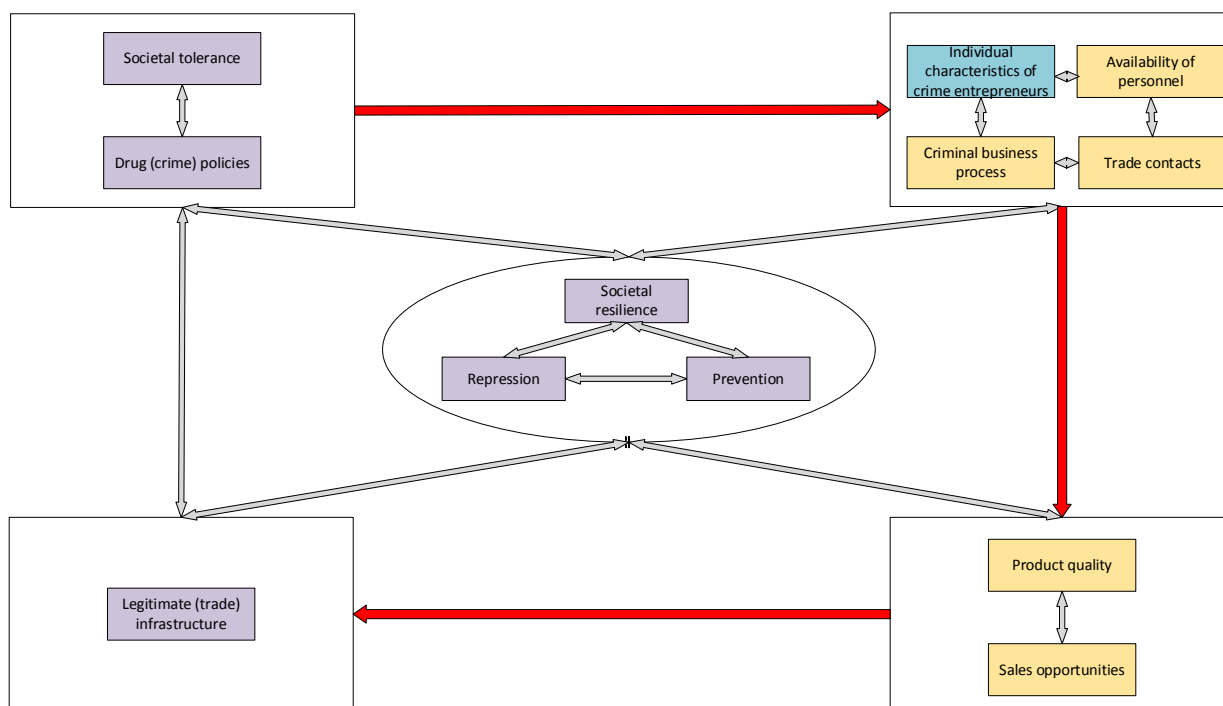 Societal tolerance
Drug (crime) policies
Individual
characteristics of
crime entrepreneurs
Availability of
personnel
Criminal business
process
Trade contacts
Societal
resilience
Repression
Prevention
Legitimate (trade)
infrastructure
Product quality
Sales opportunities